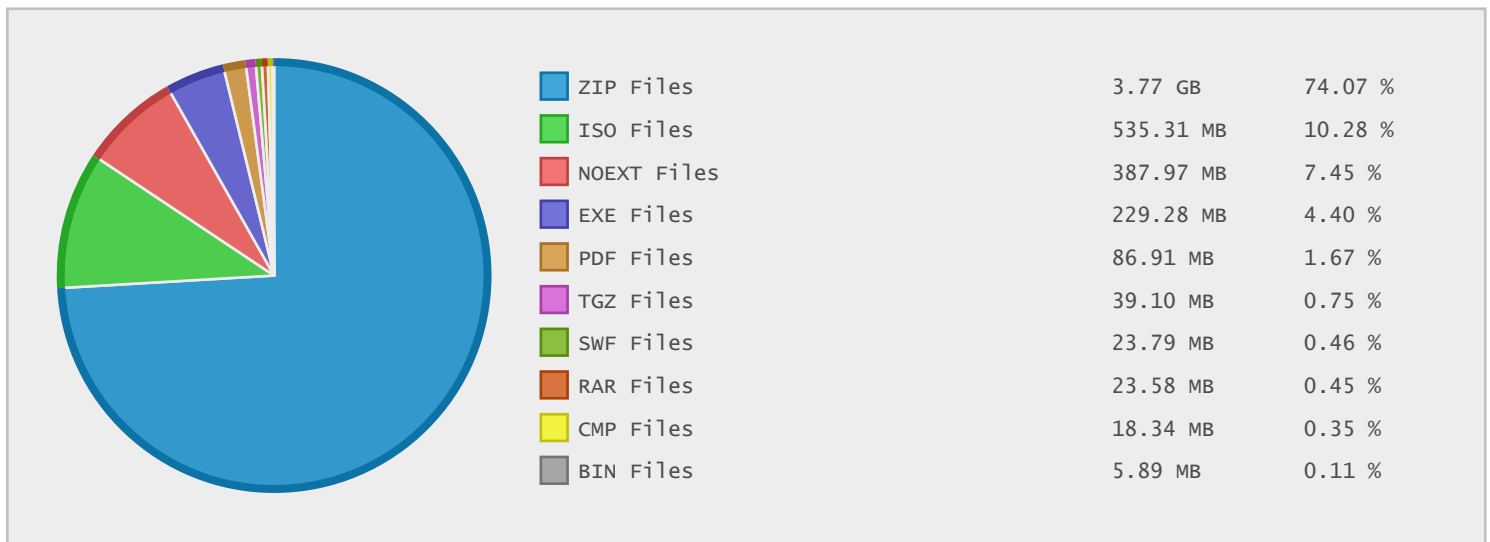 ZIP Files 3.77 GB 74.07 %
ISO Files 535.31 MB 10.28 %
NOEXT Files 387.97 MB 7.45 %
EXE Files 229.28 MB 4.40 %
PDF Files 86.91 MB 1.67 %
TGZ Files 39.10 MB 0.75 %
SWF Files 23.79 MB 0.46 %
RAR Files 23.58 MB 0.45 %
CMP Files 18.34 MB 0.35 %
BIN Files 5.89 MB 0.11 %